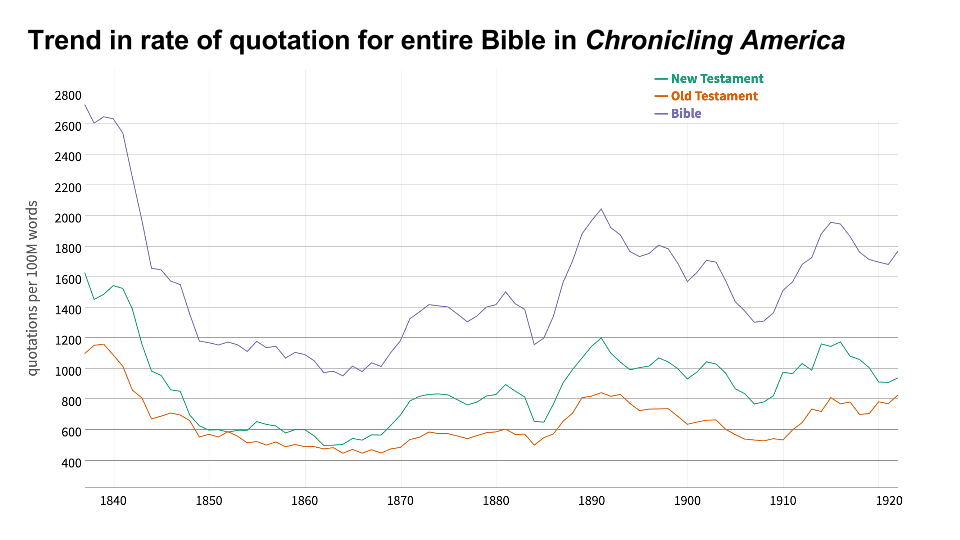 Trend in rate of quotation for entire Bible in Chronicling America
New Testament
Old Testament
Bible
quotations per 100M words
2800
2600
2400
2200
2000
1800
1600
1400
1200
1000
800
600
400
1840 1850 1860 1870 1880 1890 1900 1910 1920